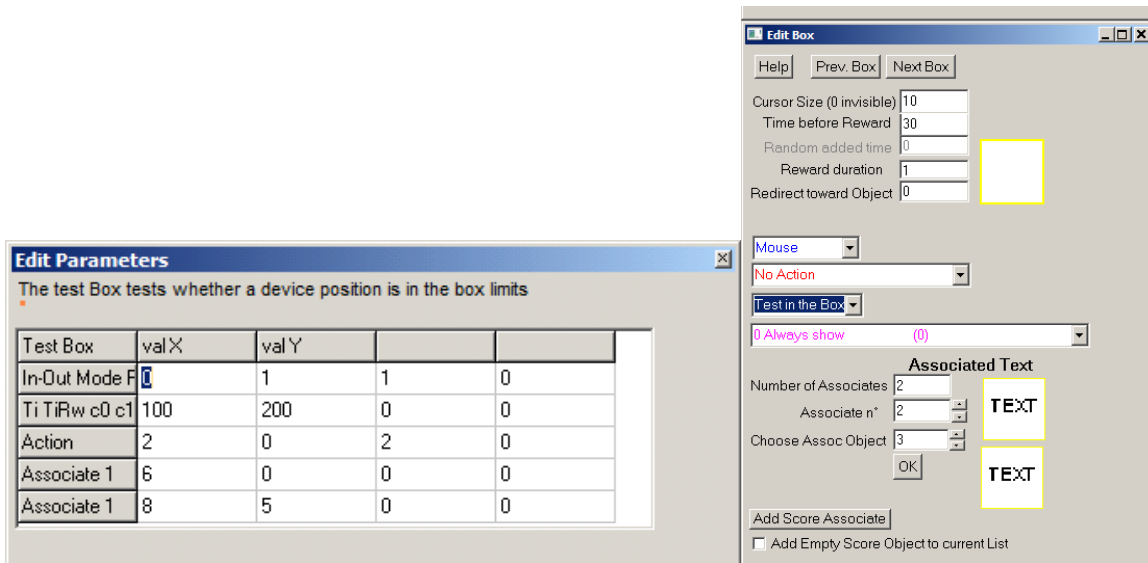 Edit Parameters
The test Box tests whether a device position is in the box limits
Test Box val X val Y
In-Out Mode F 0 1 1 0
Ti TiRw c0 c1 100 200 0 0
Action 2 0 2 0
Associate 1 6 0 0 0
Associate 1 8 5 0 0
Edit Box
Help Prev. Box Next Box
Cursor Size (0 invisible) 10
Time before Reward 30
Random added time 0
Reward duration 1
Redirect toward Object 0
Mouse
No Action
Test in the Box
0 Always show (0)
Associated Text
Number of Associates 2
Associate n° 2
TEXT
Choose Assoc Object 3
OK
TEXT
Add Score Associate
Add Empty Score Object to current List